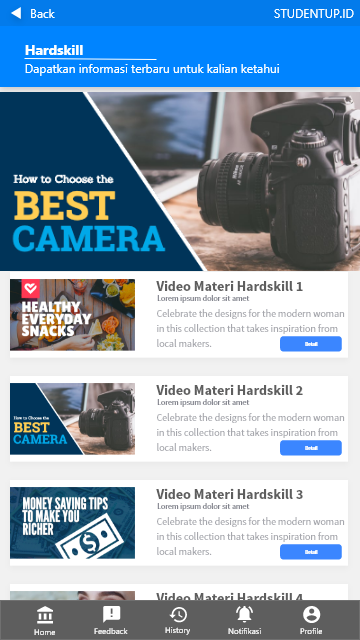 Back
STUDENTUP.ID
Hardskill
Dapatkan informasi terbaru untuk kalian ketahui
How to Choose the
BEST
CAMERA
HEALTHY
EVERYDAY
SNACKS
Video Materi Hardskill 1
Lorem ipsum dolor sit amet
Celebrate the designs for the modern woman
in this collection that takes inspiration from
local makers.
Detail
How to Choose the
BEST
CAMERA
Video Materi Hardskill 2
Lorem ipsum dolor sit amet
Celebrate the designs for the modern woman
in this collection that takes inspiration from
local makers.
Detail
MONEY SAVING TIPS
TO MAKE YOU
RICHER
Video Materi Hardskill 3
Lorem ipsum dolor sit amet
Celebrate the designs for the modern woman
in this collection that takes inspiration from
local makers.
Detail
Video Materi Hardskill 4
Home
Feedback
History
Notifikasi
Profile